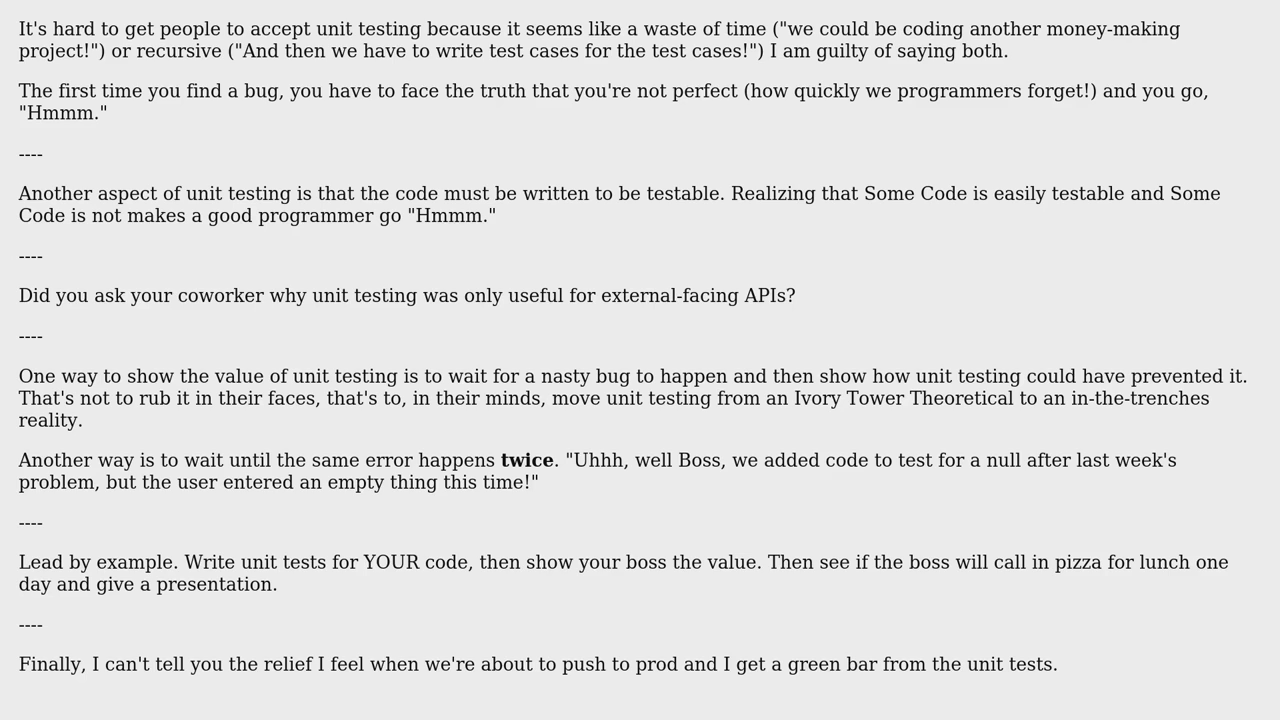 It's hard to get people to accept unit testing because it seems like a waste of time ("we could be coding another money-making
project!") or recursive ("And then we have to write test cases for the test cases!") I am guilty of saying both.
The first time you find a bug, you have to face the truth that you're not perfect (how quickly we programmers forget!) and you go,
"Hmmm."
----
Another aspect of unit testing is that the code must be written to be testable. Realizing that Some Code is easily testable and Some
Code is not makes a good programmer go "Hmmm."
----
Did you ask your coworker why unit testing was only useful for external-facing APIs?
----
One way to show the value of unit testing is to wait for a nasty bug to happen and then show how unit testing could have prevented it.
That's not to rub it in their faces, that's to, in their minds, move unit testing from an Ivory Tower Theoretical to an in-the-trenches
reality.
Another way is to wait until the same error happens twice. "Uhhh, well Boss, we added code to test for a null after last week's
problem, but the user entered an empty thing this time!"
----
Lead by example. Write unit tests for YOUR code, then show your boss the value. Then see if the boss will call in pizza for lunch one
day and give a presentation.
----
Finally, I can't tell you the relief I feel when we're about to push to prod and I get a green bar from the unit tests.